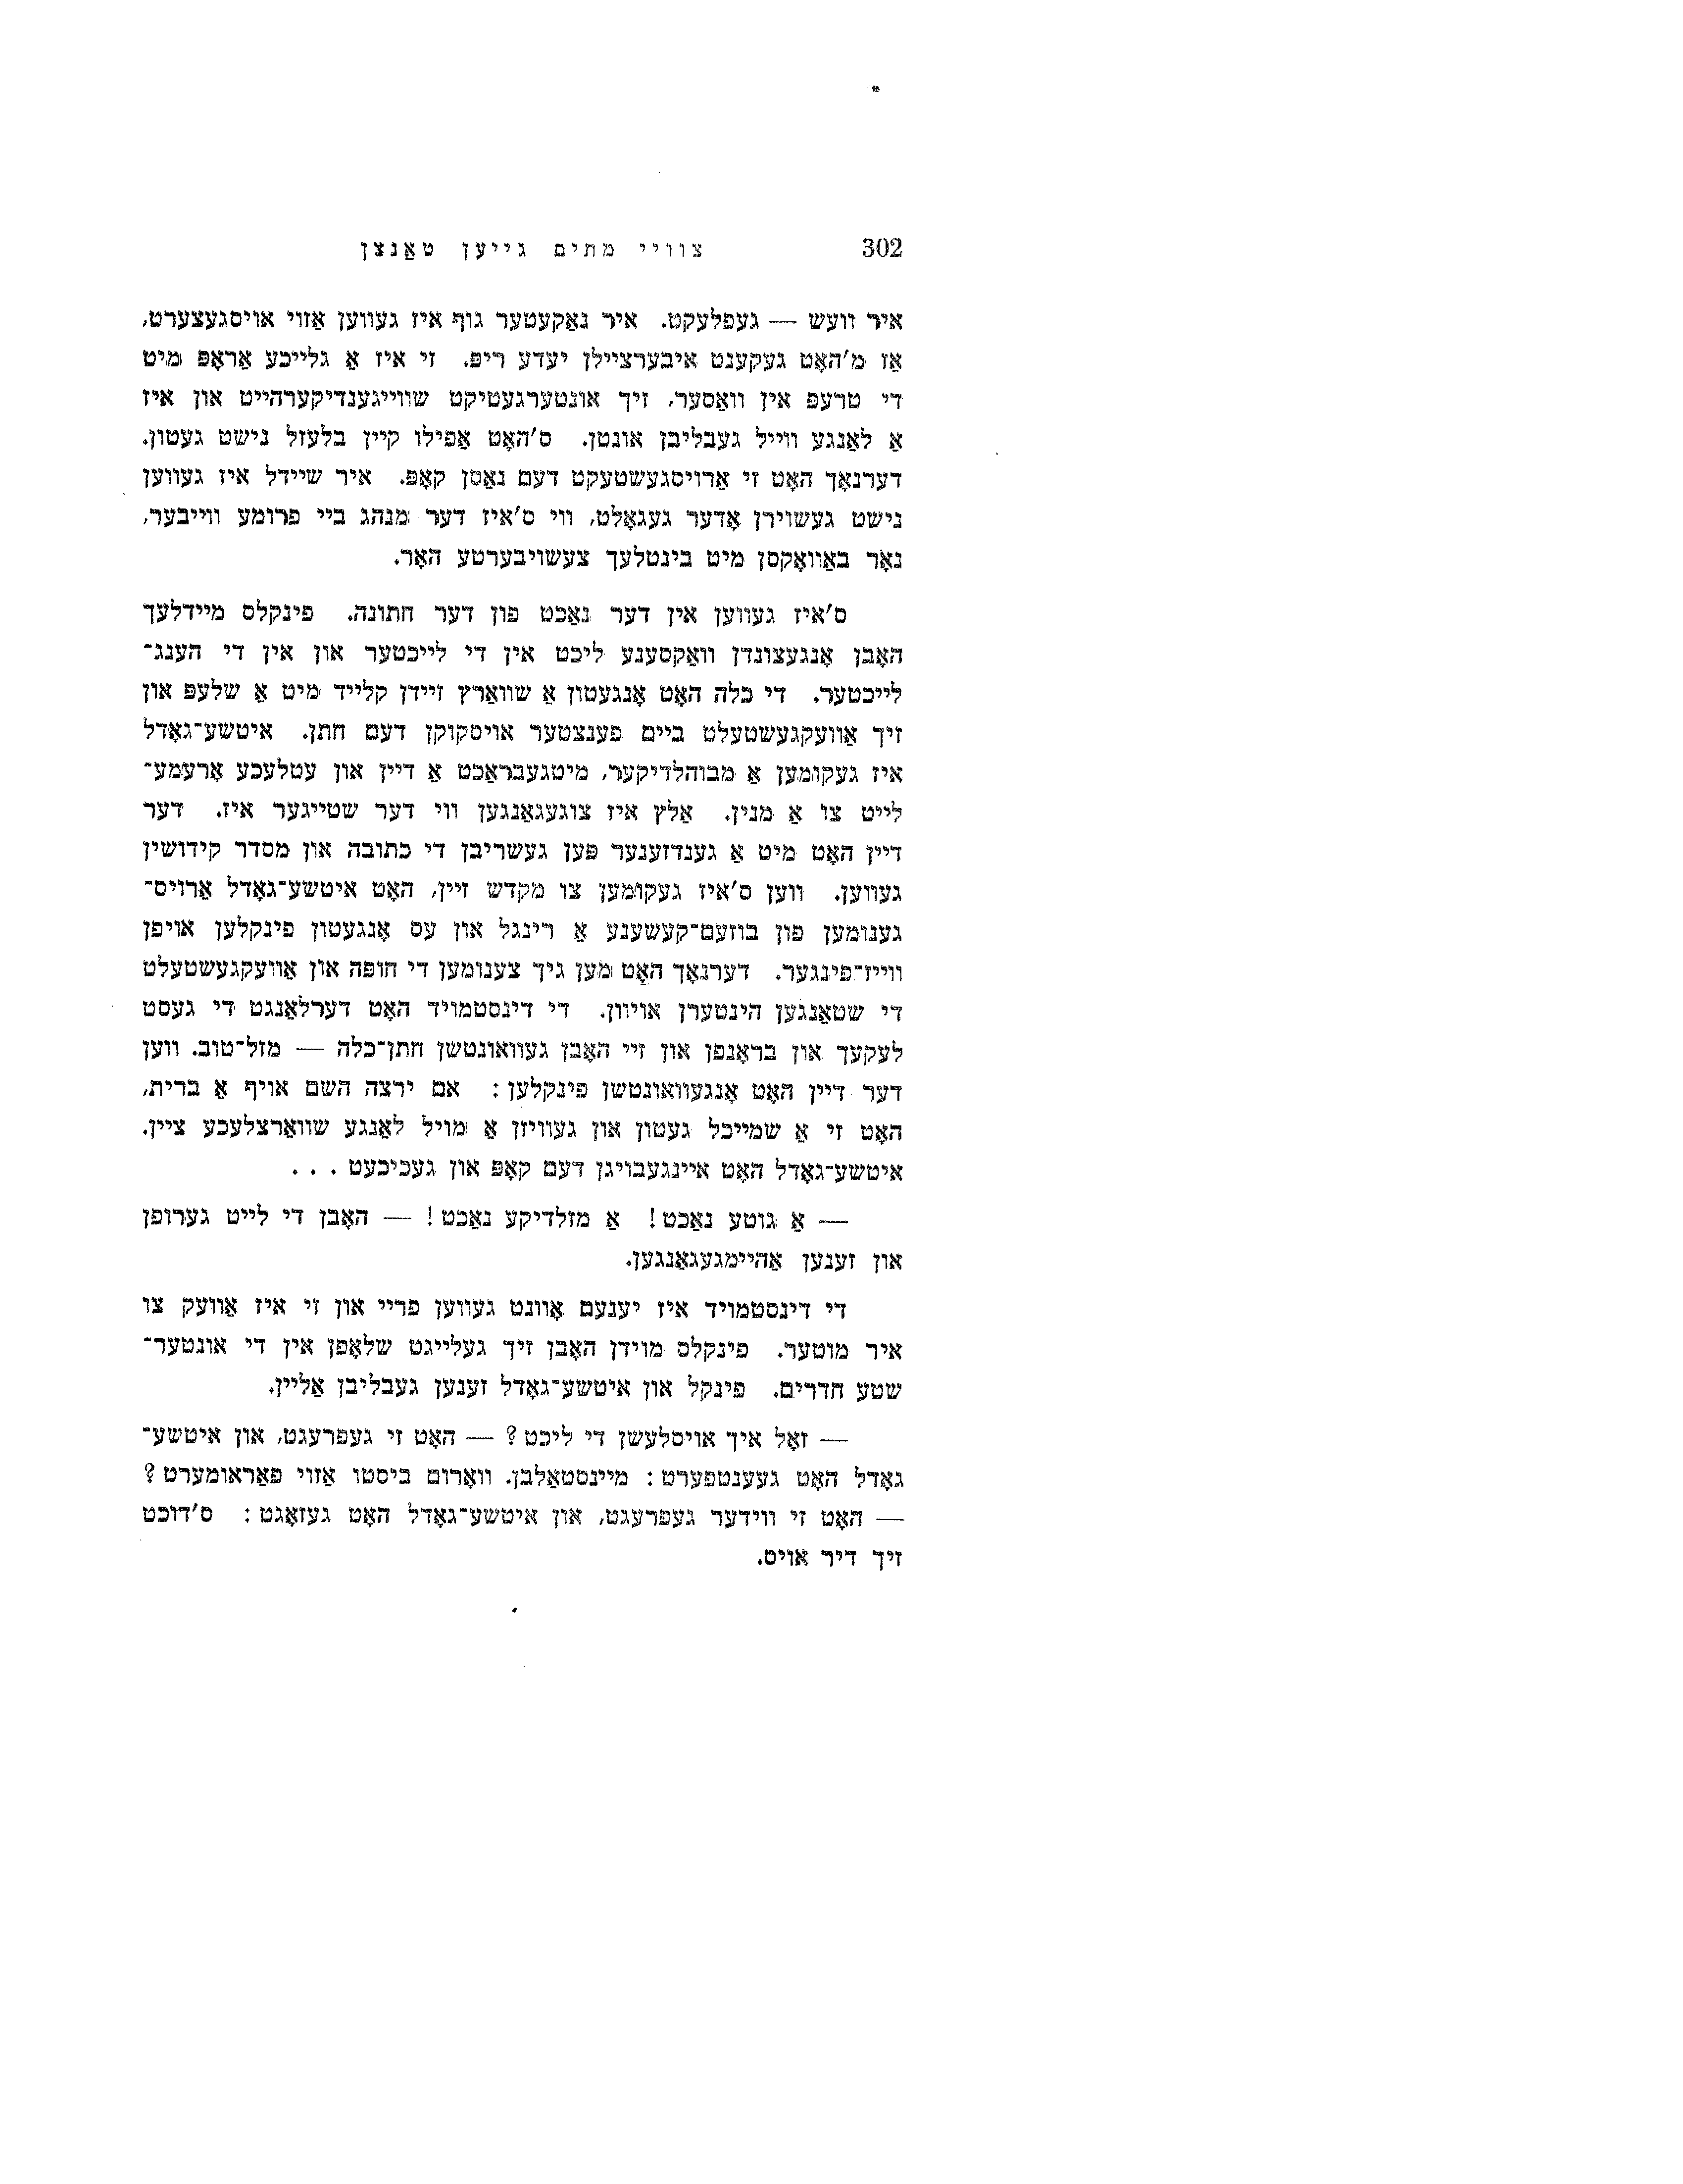 302 צוויי מתים גייען טאַנצן
איר וועש — געפלעקט. איר נאַקעטער גוף איז געווען אַזוי אויסגעצערט,
אַז מ'האָט געקענט איבערציילן יעדע ריפּ. זי איז אַ גלייכע אַראָפּ מיט
די טרעפּ אין וואַסער, זיך אונטערגעטיקט שווייגענדיקערהייט און איז
אַ לאַנגע ווייל געבליבן אונטן. ס'האָט אַפילו קיין בלעזל נישט געטון.
דערנאָך האָט זי אַרויסגעשטעקט דעם נאַסן קאָפּ. איר שיידל איז געווען
נישט געשוירן אָדער געגאָלט, ווי ס'איז דער מנהג ביי פרומע ווייבער,
נאָר באַוואָקסן מיט בינטלעך צעשויבערטע האָר.
ס'איז געווען אין דער נאַכט פון דער חתונה. פינקלס מיידלעך
האָבן אָנגעצונדן וואַקסענע ליכט אין די לייכטער און אין די הענג־
לייכטער. די כלה האָט אָנגעטון אַ שוואַרץ זיידן קלייד מיט אַ שלעפּ און
זיך אַוועקגעשטעלט ביים פענצטער אויסקוקן דעם חתן. איטשע־גאָדל
איז געקומען אַ מבוהלדיקער, מיטגעבראַכט אַ דיין און עטלעכע אָרעמע־
לייט צו אַ מנין. אַלץ איז צוגעגאַנגען ווי דער שטייגער איז. דער
דיין האָט מיט אַ גענדזענער פּען געשריבן די כתובה און מסדר קידושין
געווען. ווען ס'איז געקומען צו מקדש זיין, האָט איטשע־גאָדל אַרויס־
גענומען פון בוזעם־קעשענע אַ רינגל און עס אָנגעטון פינקלען אויפן
ווייז־פינגער. דערנאָך האָט מען גיך צענומען די חופּה און אַוועקגעשטעלט
די שטאַנגען הינטערן אויוון. די דינסטמויד האָט דערלאַנגט די געסט
לעקעך און בראָנפן און זיי האָבן געוואונטשן חתן־כלה — מזל־טוב. ווען
דער דיין האָט אָנגעוואונטשן פינקלען: אם ירצה השם אויף אַ ברית,
האָט זי אַ שמייכל געטון און געוויזן אַ מויל לאַנגע שוואַרצלעכע ציין.
איטשע־גאָדל האָט איינגעבויגן דעם קאָפּ און געכיכעט . . .
— אַ גוטע נאַכט! אַ מזלדיקע נאַכט! — האָבן די לייט גערופן
און זענען אַהיימגעגאַנגען.
די דינסטמויד איז יענעם אָוונט געווען פריי און זי איז אַוועק צו
איר מוטער. פינקלס מוידן האָבן זיך געלייגט שלאָפן אין די אונטער־
שטע חדרים. פינקל און איטשע־גאָדל זענען געבליבן אַליין.
— זאָל איך אויסלעשן די ליכט? — האָט זי געפרעגט, און איטשע־
גאָדל האָט געענטפערט: מיינסטאַלבן. וואָרום ביסטו אַזוי פאַראומערט?
— האָט זי ווידער געפרעגט, און איטשע־גאָדל האָט געזאָגט: ס'דוכט
זיך דיר אויס.